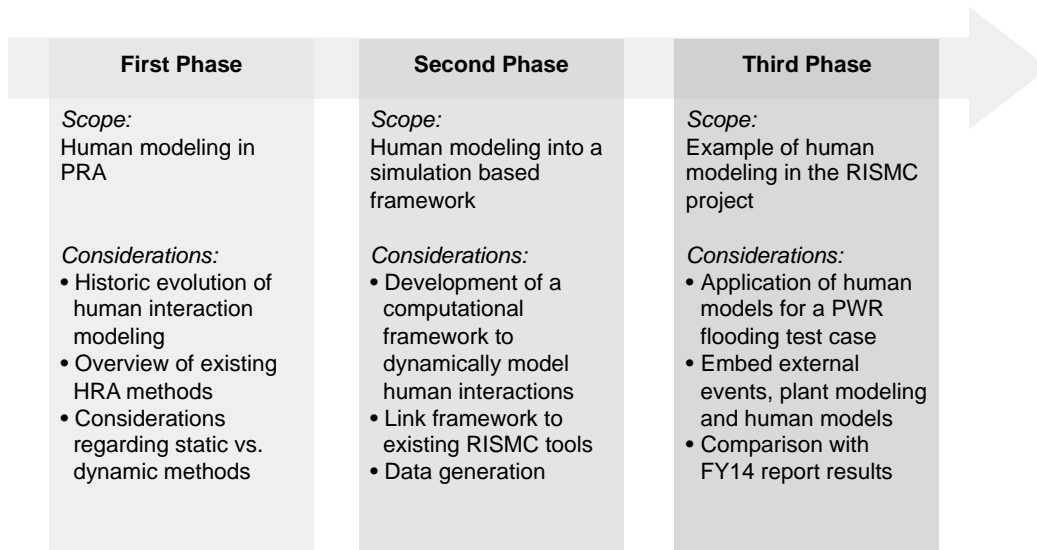 First Phase
Scope:
Human modeling in
PRA
Considerations:
• Historic evolution of
human interaction
modeling
• Overview of existing
HRA methods
• Considerations
regarding static vs.
dynamic methods
Second Phase
Scope:
Human modeling into a
simulation based
framework
Considerations:
• Development of a
computational
framework to
dynamically model
human interactions
• Link framework to
existing RISMC tools
• Data generation
Third Phase
Scope:
Example of human
modeling in the RISMC
project
Considerations:
• Application of human
models for a PWR
flooding test case
• Embed external
events, plant modeling
and human models
• Comparison with
FY14 report results